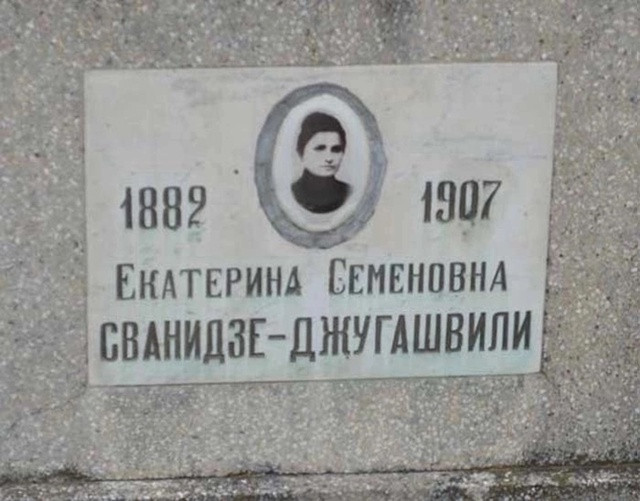 1882 1907
ЕКАТЕРИНА СЕМЕНОВНА
СВАНИДЗЕ-ДЖУГАШВИЛИ